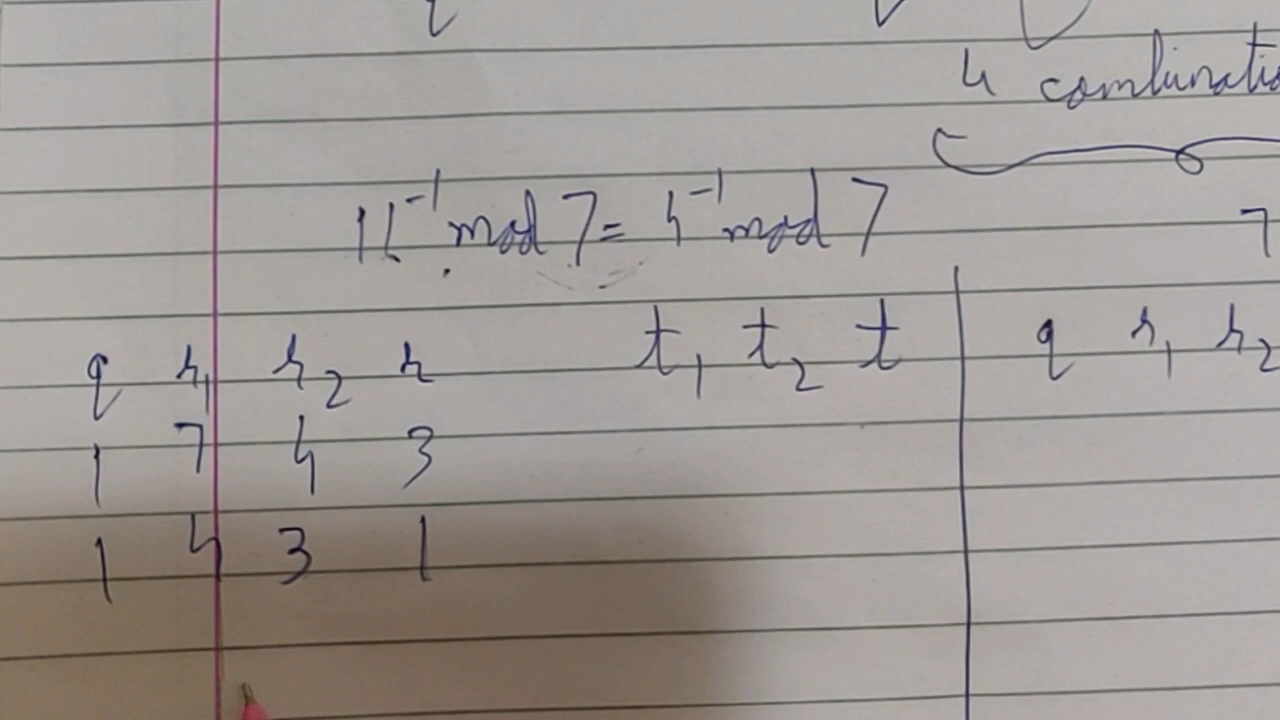 4 combinatio
11⁻¹ mod 7 = 4⁻¹ mod 7
7
q r₁ r₂ r t₁ t₂ t q r₁ r₂
1 7 4 3
1 4 3 1